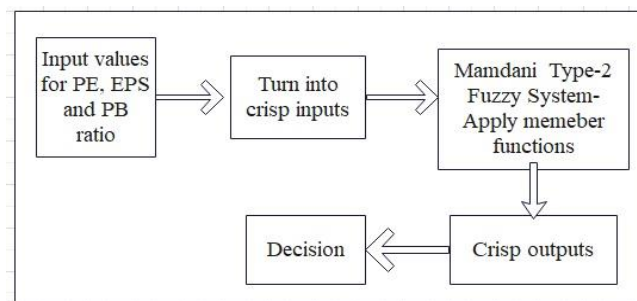 Input values
for PE, EPS
and PB
ratio
Turn into
crisp inputs
Mamdani Type-2
Fuzzy System-
Apply memeber
functions
Decision
Crisp outputs